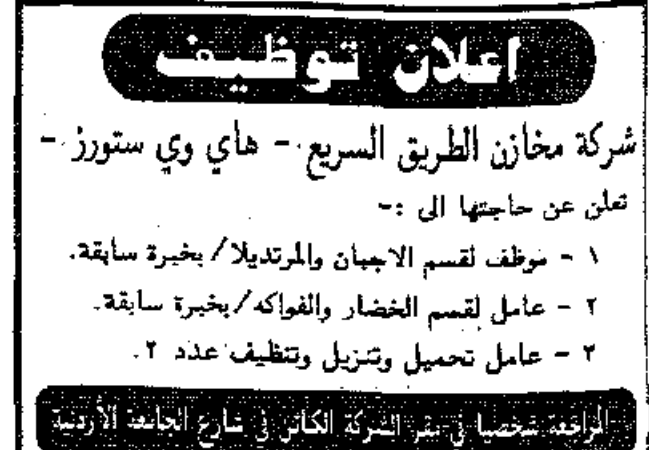 اعلان توظيف
شركة مخازن الطريق السريع - هاي وي ستورز -
تعلن عن حاجتها الى :-
١ - موظف لقسم الاجبان والمرتديلا / بخبرة سابقة.
٢ - عامل لقسم الخضار والفواكه/بخبرة سابقة.
٣ - عامل تحميل وتنزيل وتنظيف عدد ٢.
المراجعة شخصيا في مقر الشركة الكائن في شارع الجامعة الأردنية